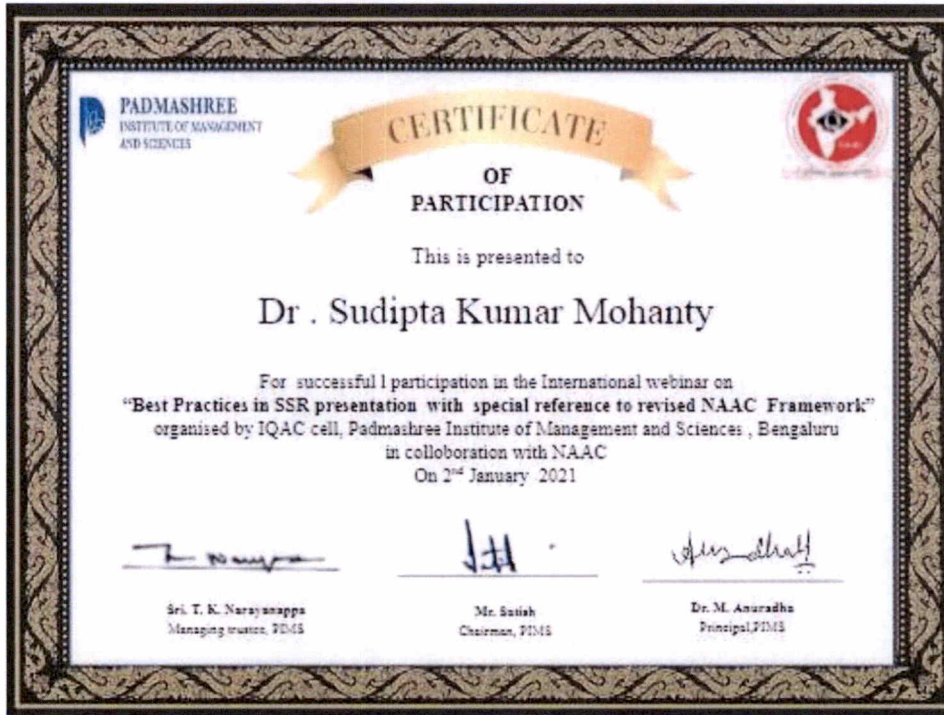 PADMASHREE
INSTITUTE OF MANAGEMENT
AND SCIENCES
CERTIFICATE
OF
PARTICIPATION
This is presented to
Dr . Sudipta Kumar Mohanty
For successful l participation in the International webinar on
“Best Practices in SSR presentation with special reference to revised NAAC Framework”
organised by IQAC cell, Padmashree Institute of Management and Sciences , Bengaluru
in colloboration with NAAC
On 2nd January 2021
Sri. T. K. Narayanappa
Managing trustee, PIMS
Mr. Satish
Chairman, PIMS
Dr. M. Anuradha
Principal,PIMS